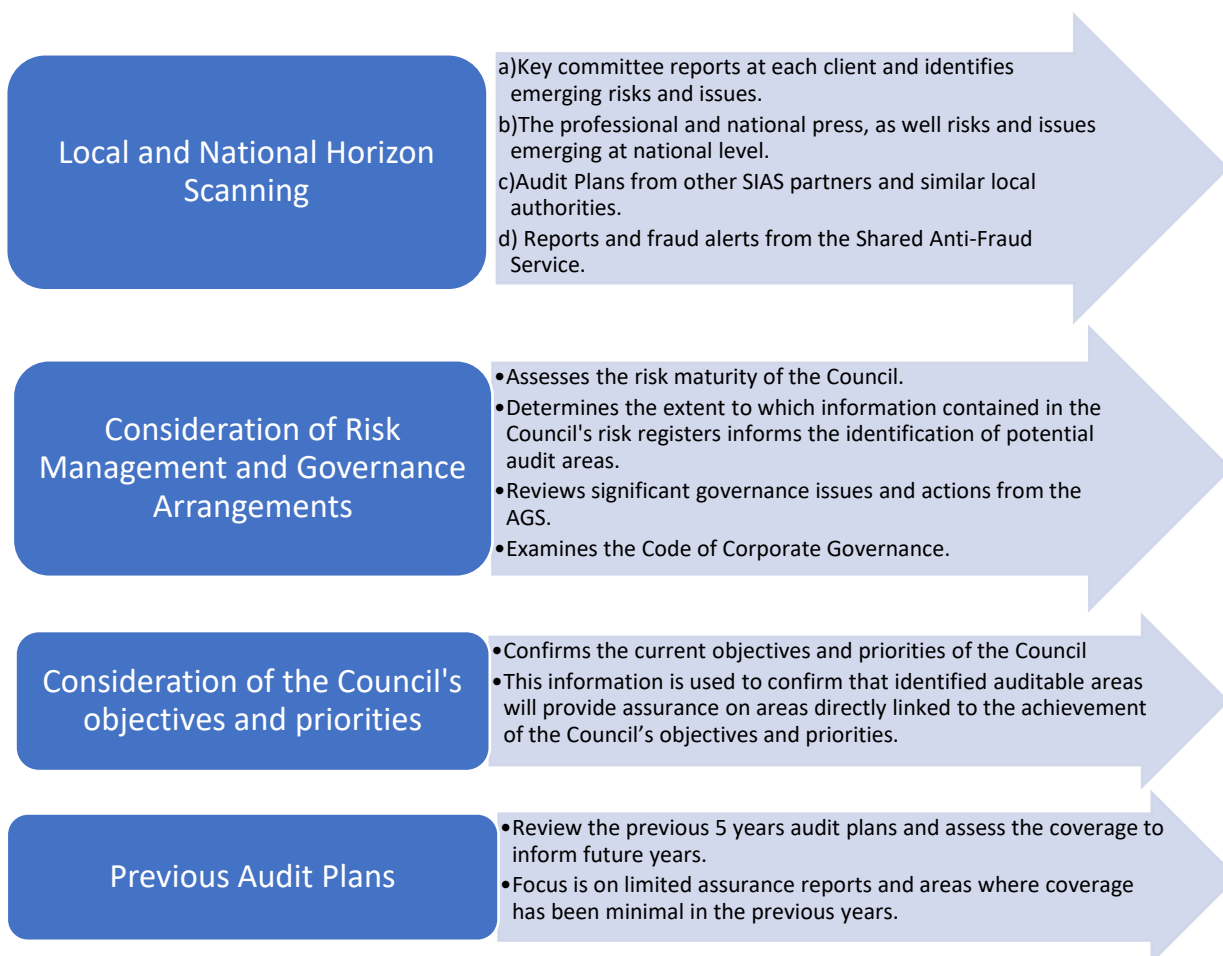 Local and National Horizon
Scanning
a)Key committee reports at each client and identifies
emerging risks and issues.
b)The professional and national press, as well risks and issues
emerging at national level.
c)Audit Plans from other SIAS partners and similar local
authorities.
d) Reports and fraud alerts from the Shared Anti-Fraud
Service.
Consideration of Risk
Management and Governance
Arrangements
•Assesses the risk maturity of the Council.
•Determines the extent to which information contained in the
Council's risk registers informs the identification of potential
audit areas.
•Reviews significant governance issues and actions from the
AGS.
•Examines the Code of Corporate Governance.
Consideration of the Council's
objectives and priorities
•Confirms the current objectives and priorities of the Council
•This information is used to confirm that identified auditable areas
will provide assurance on areas directly linked to the achievement
of the Council’s objectives and priorities.
Previous Audit Plans
•Review the previous 5 years audit plans and assess the coverage to
inform future years.
•Focus is on limited assurance reports and areas where coverage
has been minimal in the previous years.